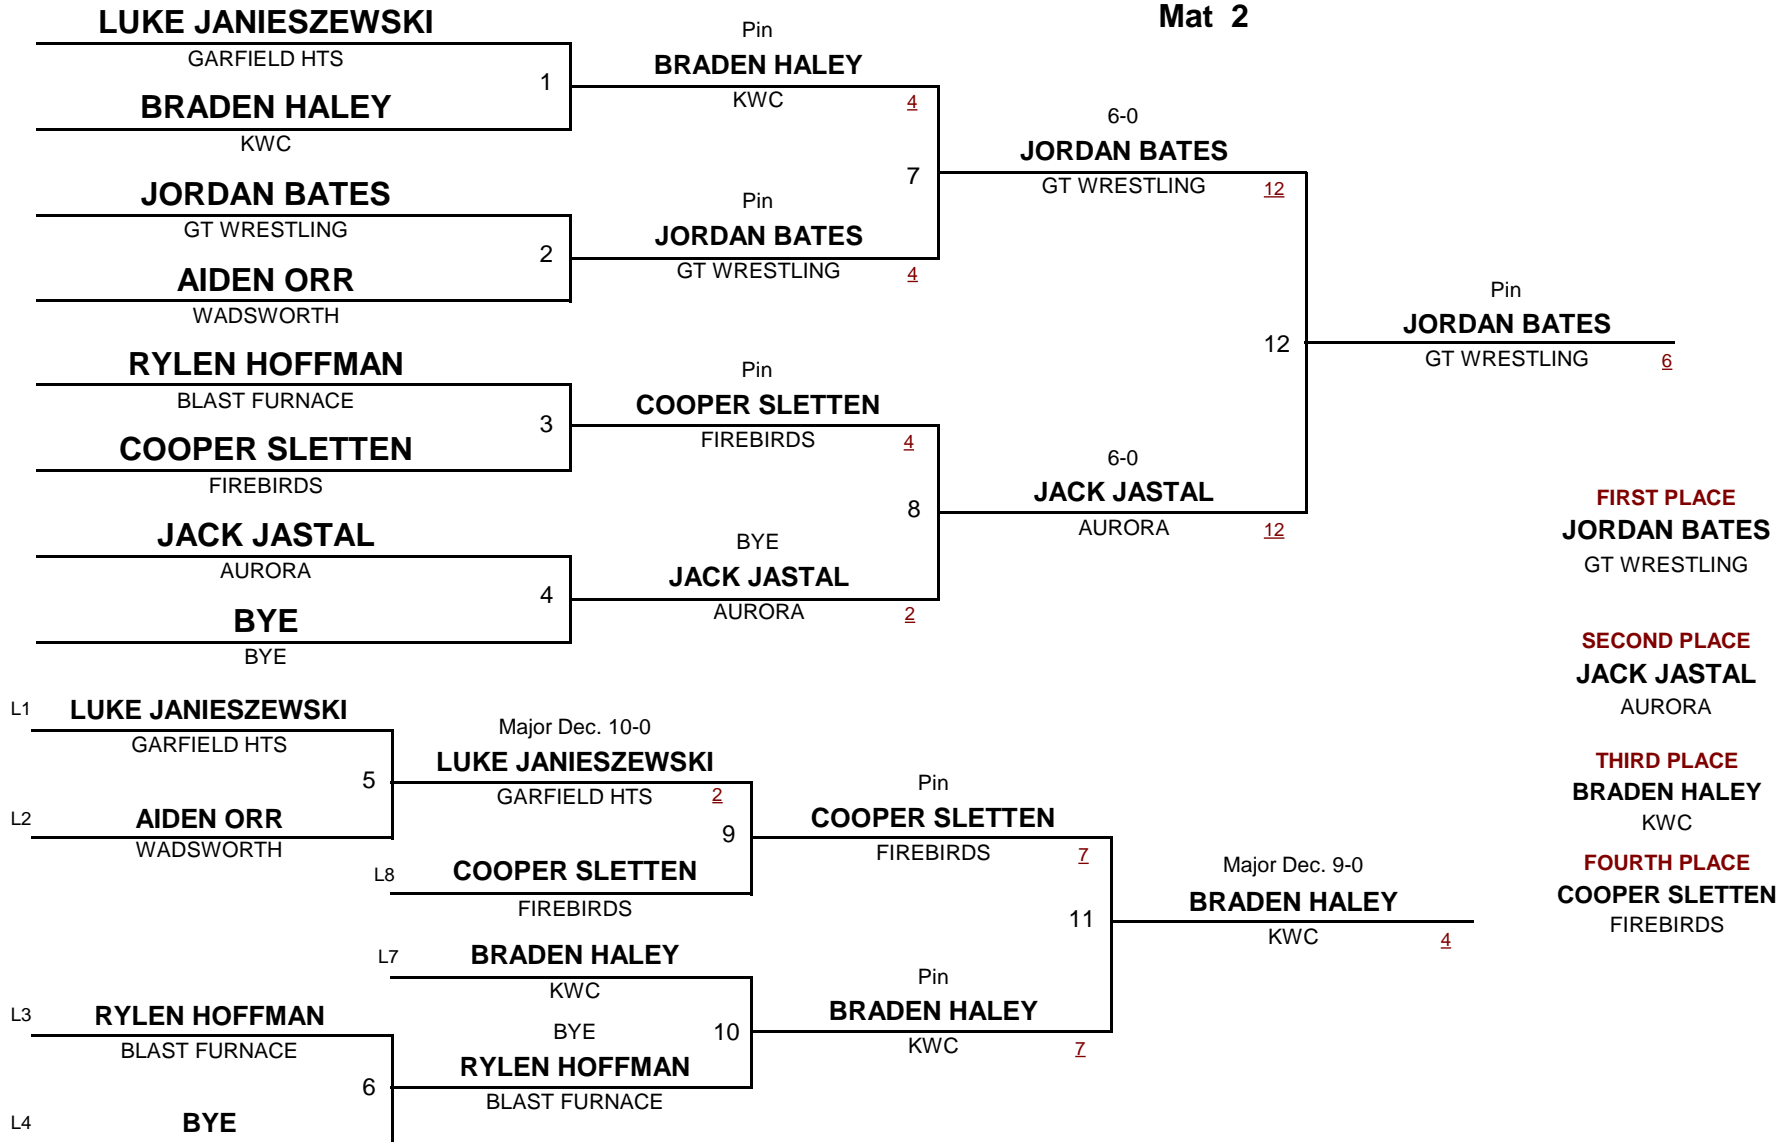 Mat 2
LUKE JANIESZEWSKI
GARFIELD HTS
1
BRADEN HALEY
KWC
JORDAN BATES
GT WRESTLING
2
AIDEN ORR
WADSWORTH
RYLEN HOFFMAN
BLAST FURNACE
3
COOPER SLETTEN
FIREBIRDS
JACK JASTAL
AURORA
4
BYE
BYE
Pin
BRADEN HALEY
KWC 4
7
Pin
JORDAN BATES
GT WRESTLING 4
Pin
COOPER SLETTEN
FIREBIRDS 4
8
BYE
JACK JASTAL
AURORA 2
6-0
JORDAN BATES
GT WRESTLING 12
12
6-0
JACK JASTAL
AURORA 12
Pin
JORDAN BATES
GT WRESTLING 6
FIRST PLACE
JORDAN BATES
GT WRESTLING
SECOND PLACE
JACK JASTAL
AURORA
THIRD PLACE
BRADEN HALEY
KWC
FOURTH PLACE
COOPER SLETTEN
FIREBIRDS
L1 LUKE JANIESZEWSKI
GARFIELD HTS
5
L2 AIDEN ORR
WADSWORTH
Major Dec. 10-0
LUKE JANIESZEWSKI
GARFIELD HTS 2
9
L8 COOPER SLETTEN
FIREBIRDS
L7 BRADEN HALEY
KWC
10
BYE
RYLEN HOFFMAN
BLAST FURNACE
L3 RYLEN HOFFMAN
BLAST FURNACE
6
L4 BYE
Pin
COOPER SLETTEN
FIREBIRDS 7
11
Pin
BRADEN HALEY
KWC 7
Major Dec. 9-0
BRADEN HALEY
KWC 4